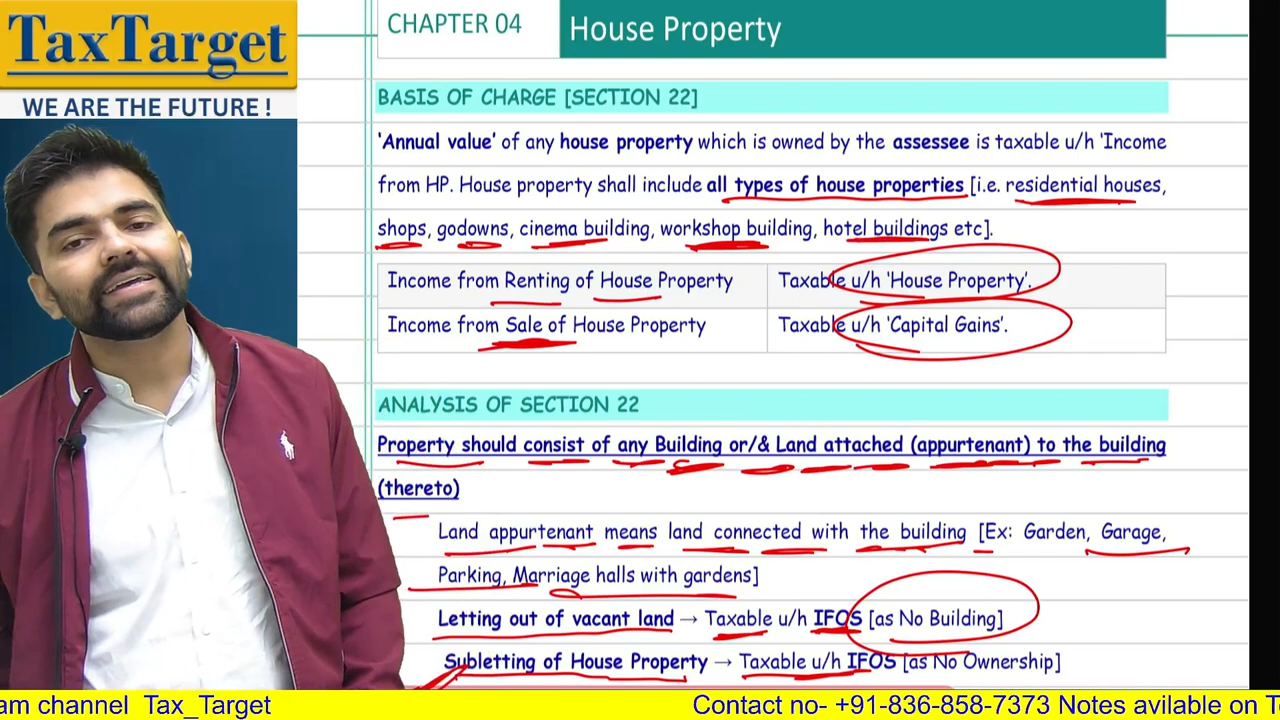 TaxTarget
WE ARE THE FUTURE !
CHAPTER 04
House Property
BASIS OF CHARGE [SECTION 22]
‘Annual value’ of any house property which is owned by the assessee is taxable u/h ‘Income
from HP. House property shall include all types of house properties [i.e. residential houses,
shops, godowns, cinema building, workshop building, hotel buildings etc].
Income from Renting of House Property
Taxable u/h ‘House Property’.
Income from Sale of House Property
Taxable u/h ‘Capital Gains’.
ANALYSIS OF SECTION 22
Property should consist of any Building or/& Land attached (appurtenant) to the building
(thereto)
Land appurtenant means land connected with the building [Ex: Garden, Garage,
Parking, Marriage halls with gardens]
Letting out of vacant land → Taxable u/h IFOS [as No Building]
Subletting of House Property → Taxable u/h IFOS [as No Ownership]
am channel Tax_Target
Contact no- +91-836-858-7373 Notes avilable on T